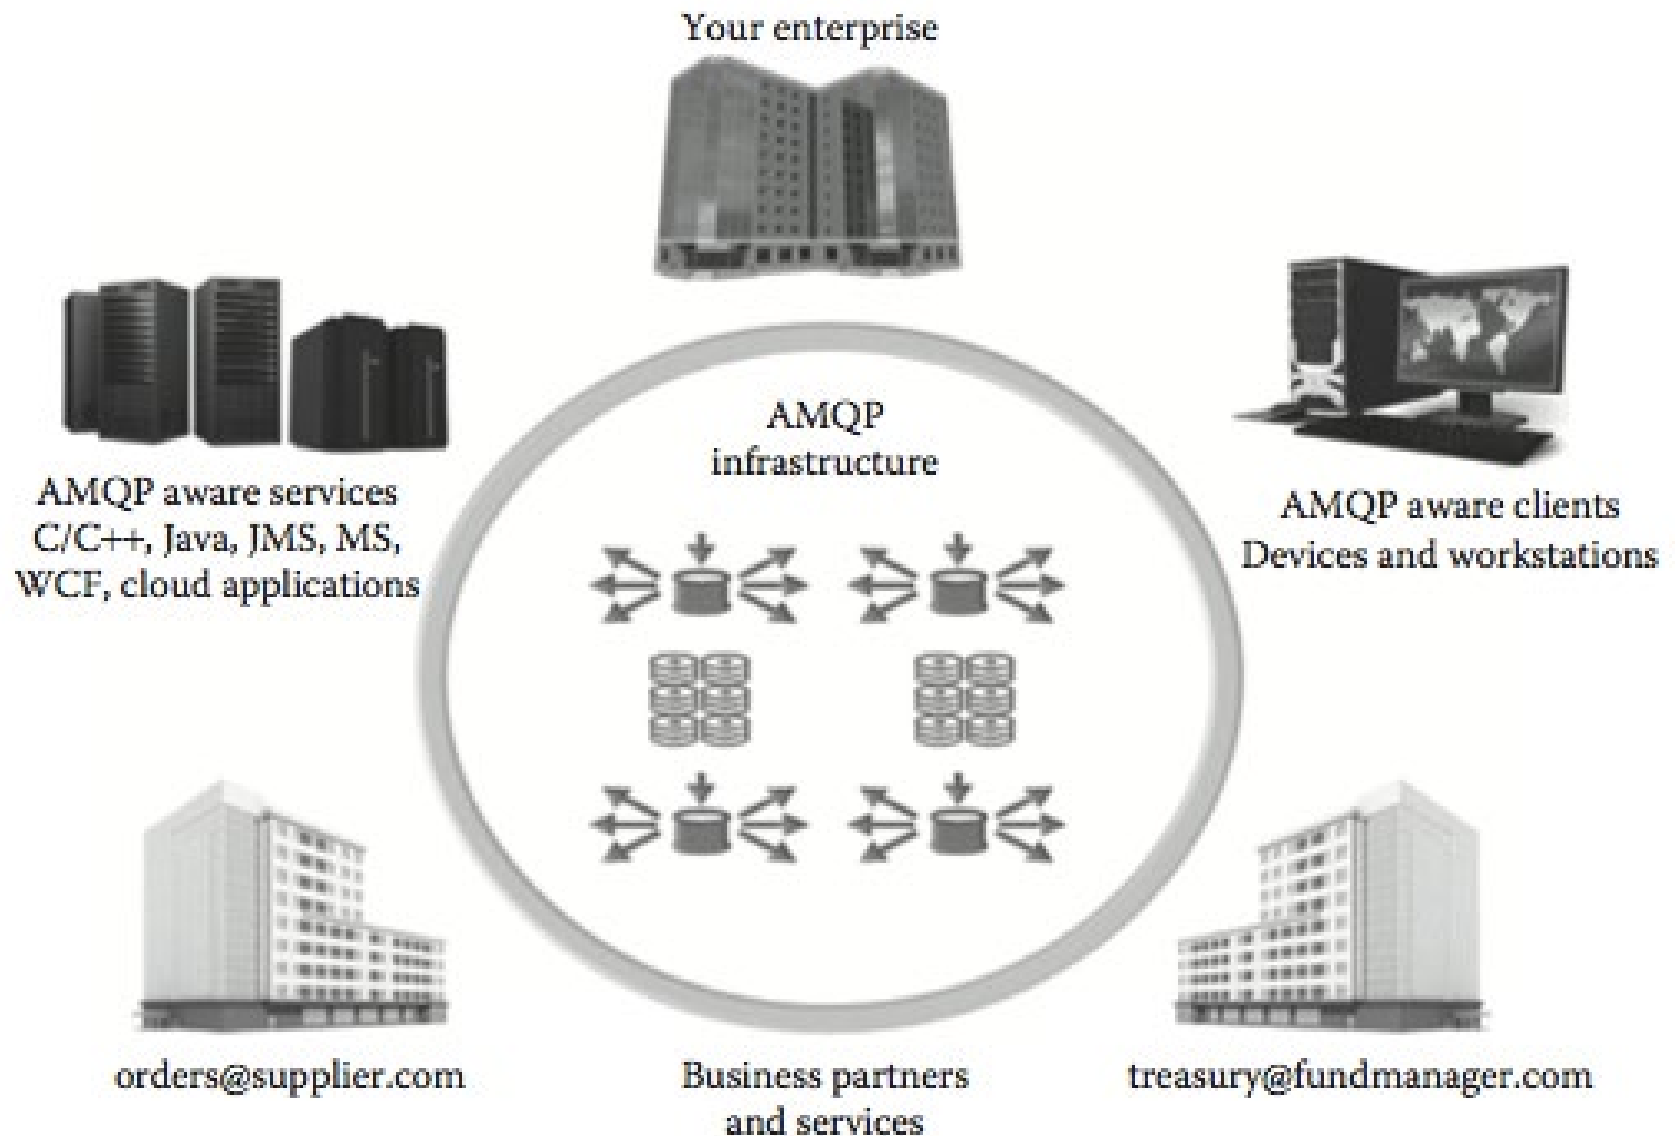 Your enterprise
AMQP
infrastructure
AMQP aware services
C/C++, Java, JMS, MS,
WCF, cloud applications
AMQP aware clients
Devices and workstations
orders@supplier.com
Business partners
and services
treasury@fundmanager.com